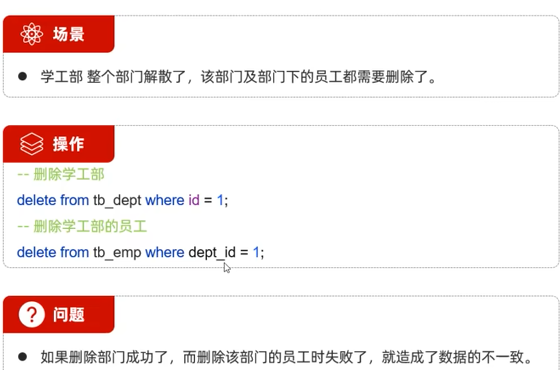 场景
● 学工部 整个部门解散了，该部门及部门下的员工都需要删除了。
操作
-- 删除学工部
delete from tb_dept where id = 1;
-- 删除学工部的员工
delete from tb_emp where dept_id = 1;
? 问题
● 如果删除部门成功了，而删除该部门的员工时失败了，就造成了数据的不一致。